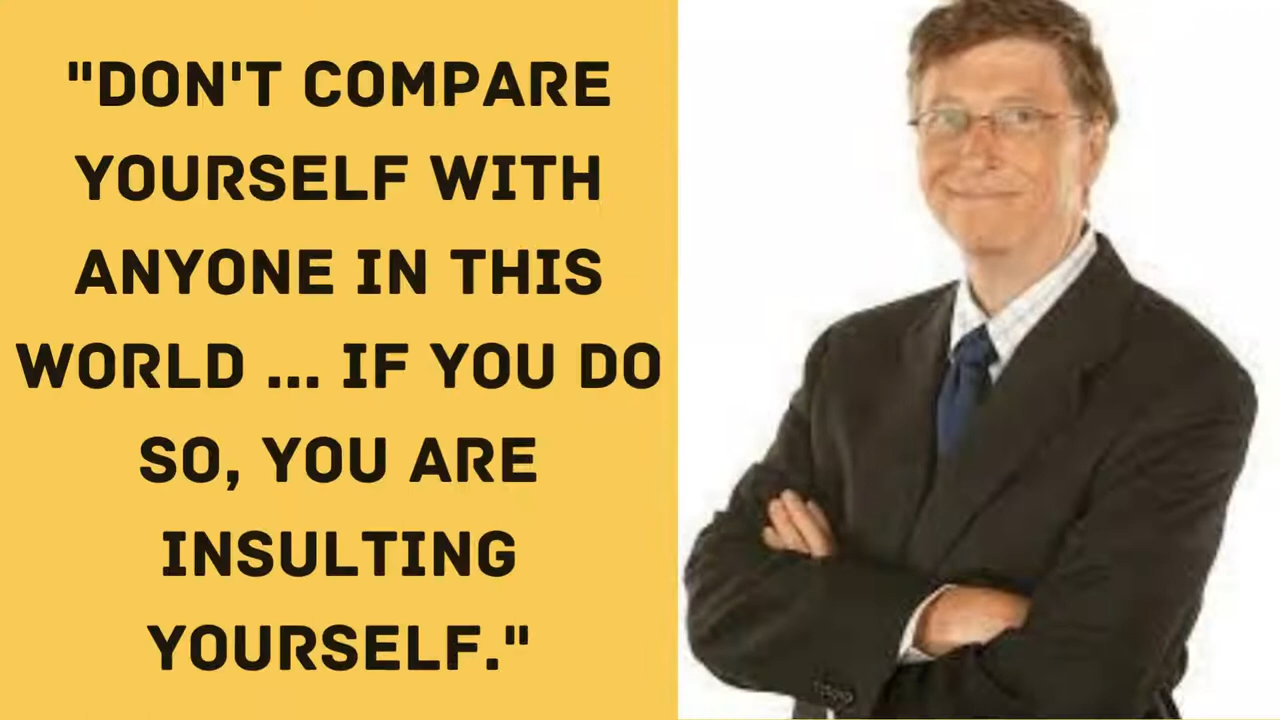 "DON'T COMPARE
YOURSELF WITH
ANYONE IN THIS
WORLD ... IF YOU DO
SO, YOU ARE
INSULTING
YOURSELF."